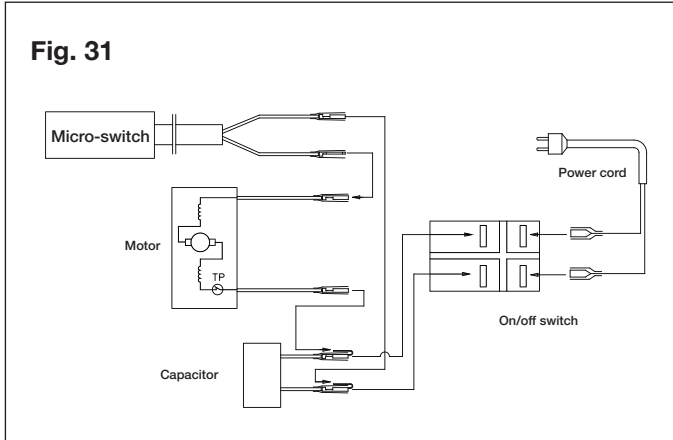 Fig. 31
Micro-switch
Power cord
Motor
TP
On/off switch
Capacitor